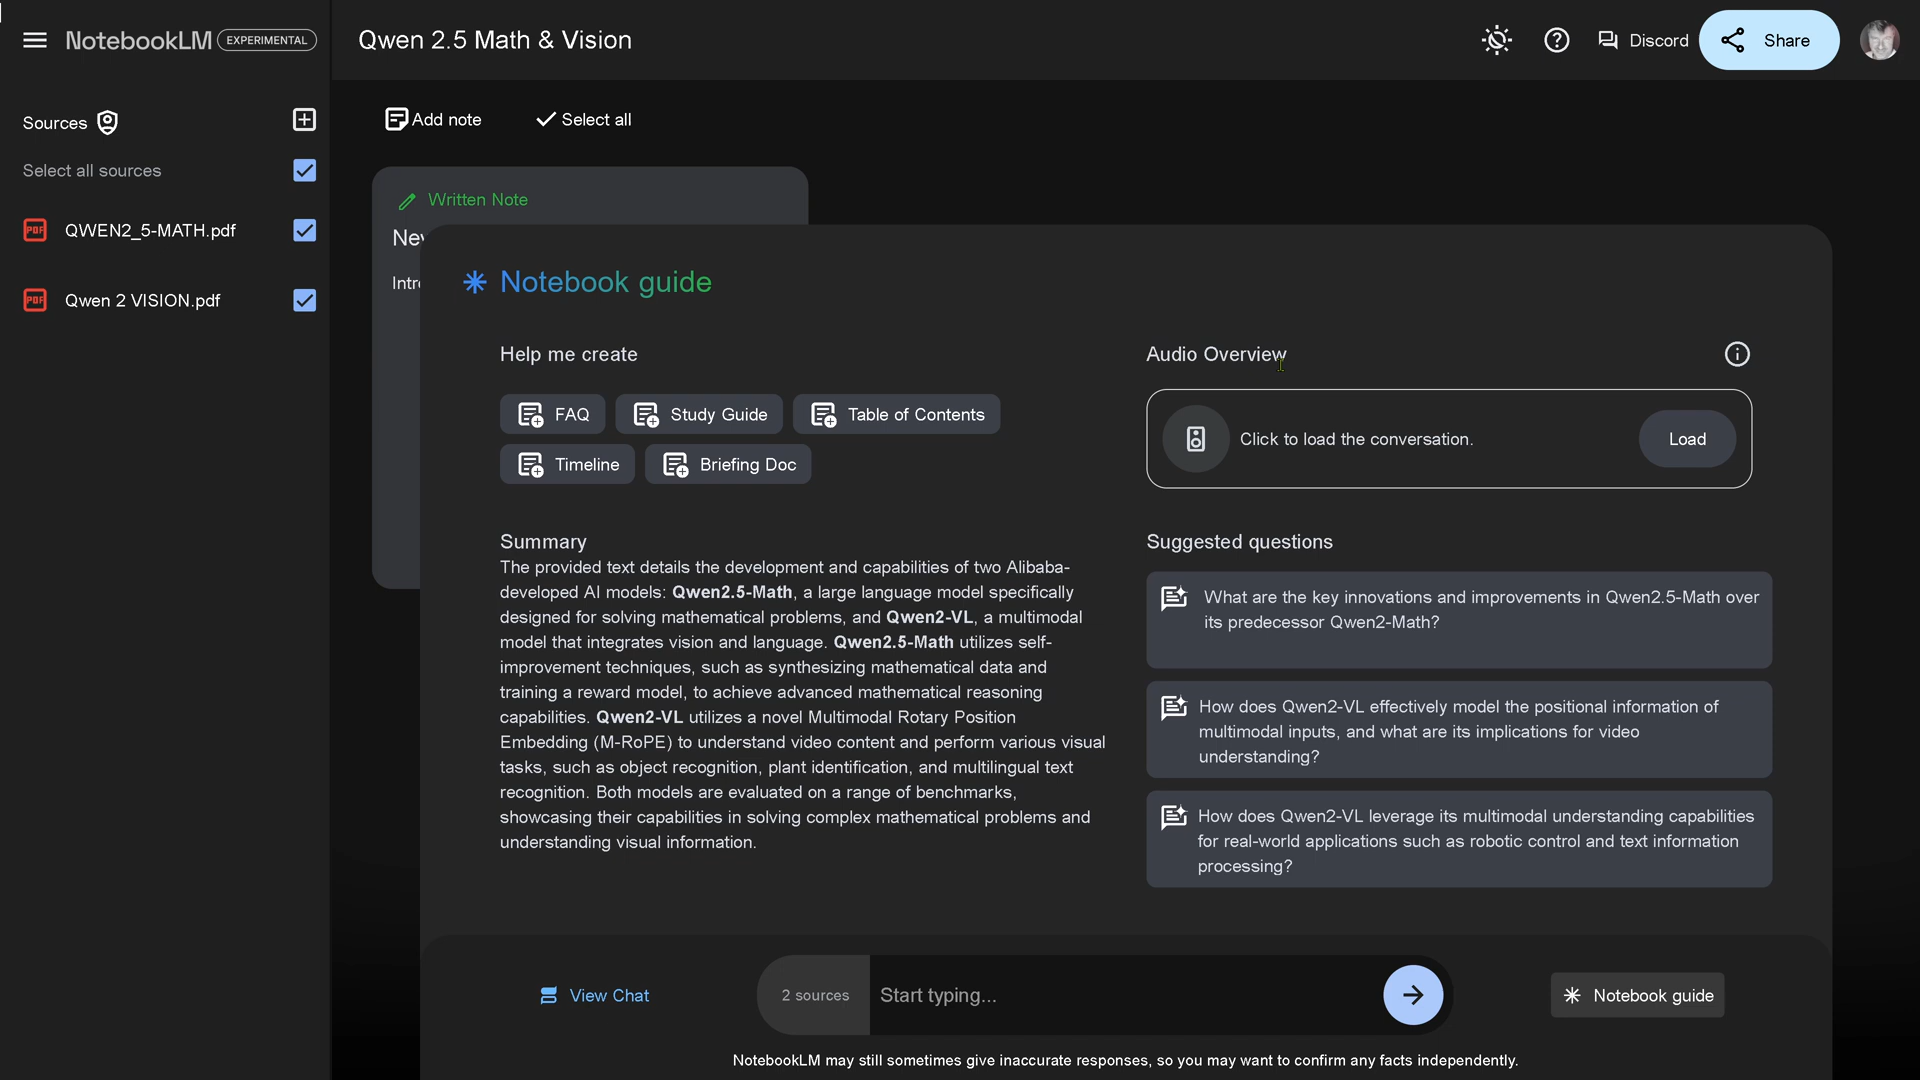 NotebookLM EXPERIMENTAL
Qwen 2.5 Math & Vision
Discord
Share
Sources
Select all sources
QWEN2_5-MATH.pdf
Qwen 2 VISION.pdf
Add note
Select all
Written Note
Nev
Intr
Notebook guide
Help me create
FAQ
Study Guide
Table of Contents
Timeline
Briefing Doc
Audio Overview
Click to load the conversation.
Load
Summary
The provided text details the development and capabilities of two Alibaba-
developed AI models: Qwen2.5-Math, a large language model specifically
designed for solving mathematical problems, and Qwen2-VL, a multimodal
model that integrates vision and language. Qwen2.5-Math utilizes self-
improvement techniques, such as synthesizing mathematical data and
training a reward model, to achieve advanced mathematical reasoning
capabilities. Qwen2-VL utilizes a novel Multimodal Rotary Position
Embedding (M-RoPE) to understand video content and perform various visual
tasks, such as object recognition, plant identification, and multilingual text
recognition. Both models are evaluated on a range of benchmarks,
showcasing their capabilities in solving complex mathematical problems and
understanding visual information.
Suggested questions
What are the key innovations and improvements in Qwen2.5-Math over
its predecessor Qwen2-Math?
How does Qwen2-VL effectively model the positional information of
multimodal inputs, and what are its implications for video
understanding?
How does Qwen2-VL leverage its multimodal understanding capabilities
for real-world applications such as robotic control and text information
processing?
View Chat
2 sources
Start typing...
Notebook guide
NotebookLM may still sometimes give inaccurate responses, so you may want to confirm any facts independently.